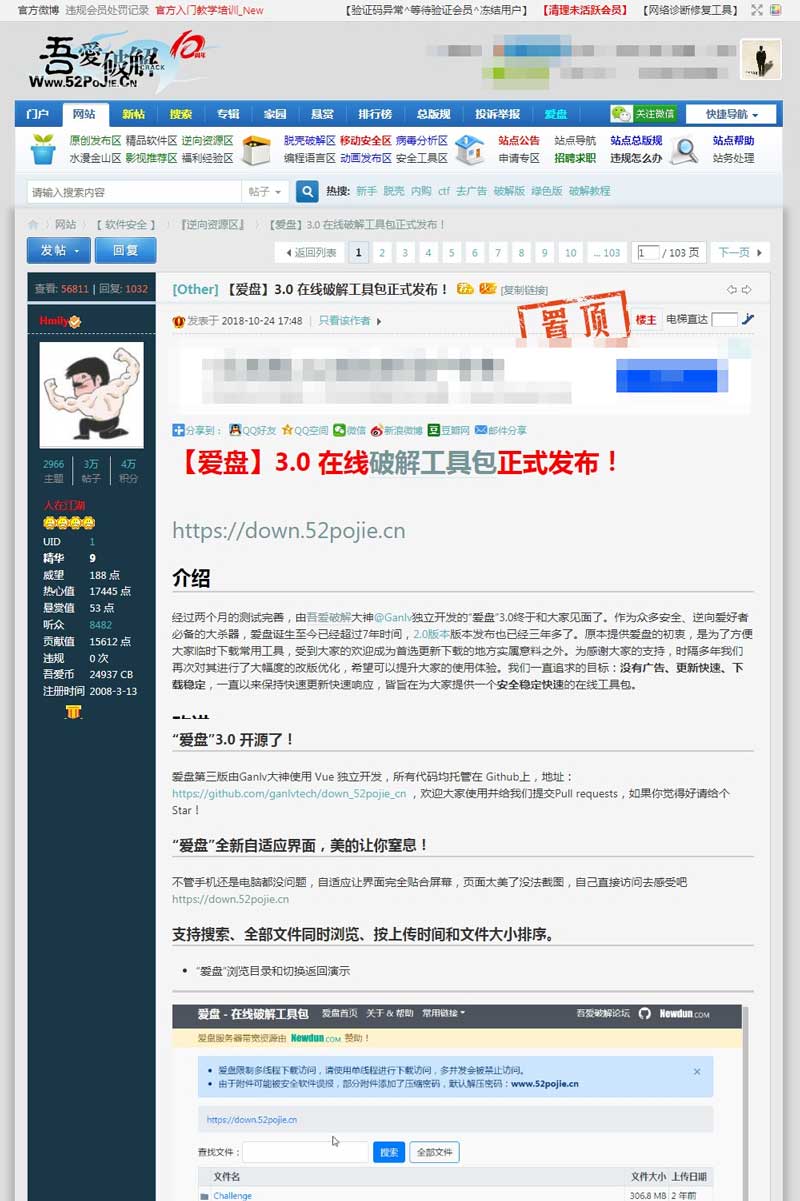 官方微博 违规会员处罚记录 官方入门教学培训_New 【验证码异常^等待验证会员^冻结用户】 【清理未活跃会员】 【网络诊断修复工具】
吾愛破解 CRACK 10周年
Www.52PoJie.Cn
门户 网站 新帖 搜索 专辑 家园 悬赏 排行榜 总版规 投诉举报 爱盘 关注微信 快捷导航
原创发布区 精品软件区 逆向资源区 脱壳破解区 移动安全区 病毒分析区 站点公告 站点导航 站点总版规 站点帮助
水漫金山区 影视推荐区 福利经验区 编程语言区 动画发布区 安全工具区 申请专区 招聘求职 违规怎么办 站务处理
请输入搜索内容 帖子 热搜: 新手 脱壳 内购 ctf 去广告 破解版 绿色版 破解教程
网站 【 软件安全 】 『逆向资源区』 【爱盘】3.0 在线破解工具包正式发布！
发帖 回复 返回列表 1 2 3 4 5 6 7 8 9 10 ... 103 1 / 103 页 下一页
查看: 56811 | 回复: 1032
[Other] 【爱盘】3.0 在线破解工具包正式发布！ [复制链接]
Hmily
发表于 2018-10-24 17:48 | 只看该作者
置顶
楼主 电梯直达
分享到： QQ好友 QQ空间 微信 新浪微博 豆瓣网 邮件分享
2966 3万 4万
主题 帖子 积分
人在江湖
UID 1
精华 9
威望 188 点
热心值 17445 点
悬赏值 53 点
听众 8482
贡献值 15612 点
违规 0 次
吾爱币 24937 CB
注册时间 2008-3-13
【爱盘】3.0 在线破解工具包正式发布！
https://down.52pojie.cn
介绍
经过两个月的测试完善，由吾爱破解大神@Ganlv独立开发的“爱盘”3.0终于和大家见面了。作为众多安全、逆向爱好者
必备的大杀器，爱盘诞生至今已经超过7年时间，2.0版本版本发布也已经三年多了。原本提供爱盘的初衷，是为了方便
大家临时下载常用工具，受到大家的欢迎成为首选更新下载的地方实属意料之外。为感谢大家的支持，时隔多年我们
再次对其进行了大幅度的改版优化，希望可以提升大家的使用体验。我们一直追求的目标：没有广告、更新快速、下
载稳定，一直以来保持快速更新快速响应，皆旨在为大家提供一个安全稳定快速的在线工具包。
“爱盘”3.0 开源了！
爱盘第三版由Ganlv大神使用 Vue 独立开发，所有代码均托管在 Github上，地址：
https://github.com/ganlvtech/down_52pojie_cn ，欢迎大家使用并给我们提交Pull requests，如果你觉得好请给个
Star！
“爱盘”全新自适应界面，美的让你窒息！
不管手机还是电脑都没问题，自适应让界面完全贴合屏幕，页面太美了没法截图，自己直接访问去感受吧
https://down.52pojie.cn
支持搜索、全部文件同时浏览、按上传时间和文件大小排序。
“爱盘”浏览目录和切换返回演示
爱盘 - 在线破解工具包 爱盘首页 关于 & 帮助 常用链接 吾爱破解论坛 Newdun.COM
爱盘服务器带宽资源由 Newdun.COM 赞助！
爱盘限制多线程下载访问，请使用单线程进行下载访问，多并发会被禁止访问。
由于附件可能被安全软件误报，部分附件添加了压缩密码，默认解压密码：www.52pojie.cn
https://down.52pojie.cn
查找文件： 搜索 全部文件
文件名 文件大小 上传日期
Challenge 306.8 MB 2 年前